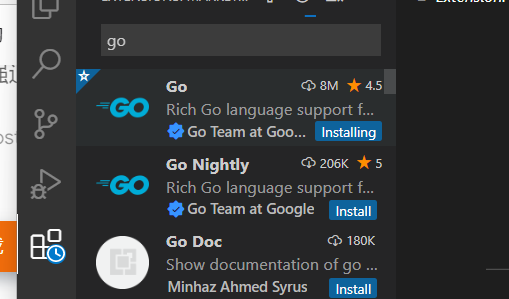 go
Go
8M
4.5
Rich Go language support f...
Go Team at Goo...
Installing
Go Nightly
206K
5
Rich Go language support f...
Go Team at Google
Install
Go Doc
180K
Show documentation of go ...
Minhaz Ahmed Syrus
Install